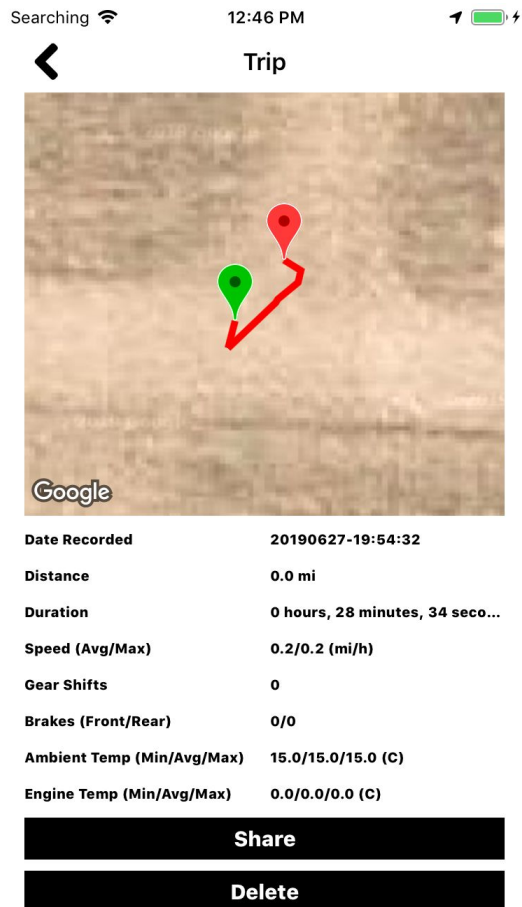 Searching 12:46 PM
Trip
Google
Date Recorded 20190627-19:54:32
Distance 0.0 mi
Duration 0 hours, 28 minutes, 34 seco...
Speed (Avg/Max) 0.2/0.2 (mi/h)
Gear Shifts 0
Brakes (Front/Rear) 0/0
Ambient Temp (Min/Avg/Max) 15.0/15.0/15.0 (C)
Engine Temp (Min/Avg/Max) 0.0/0.0/0.0 (C)
Share
Delete